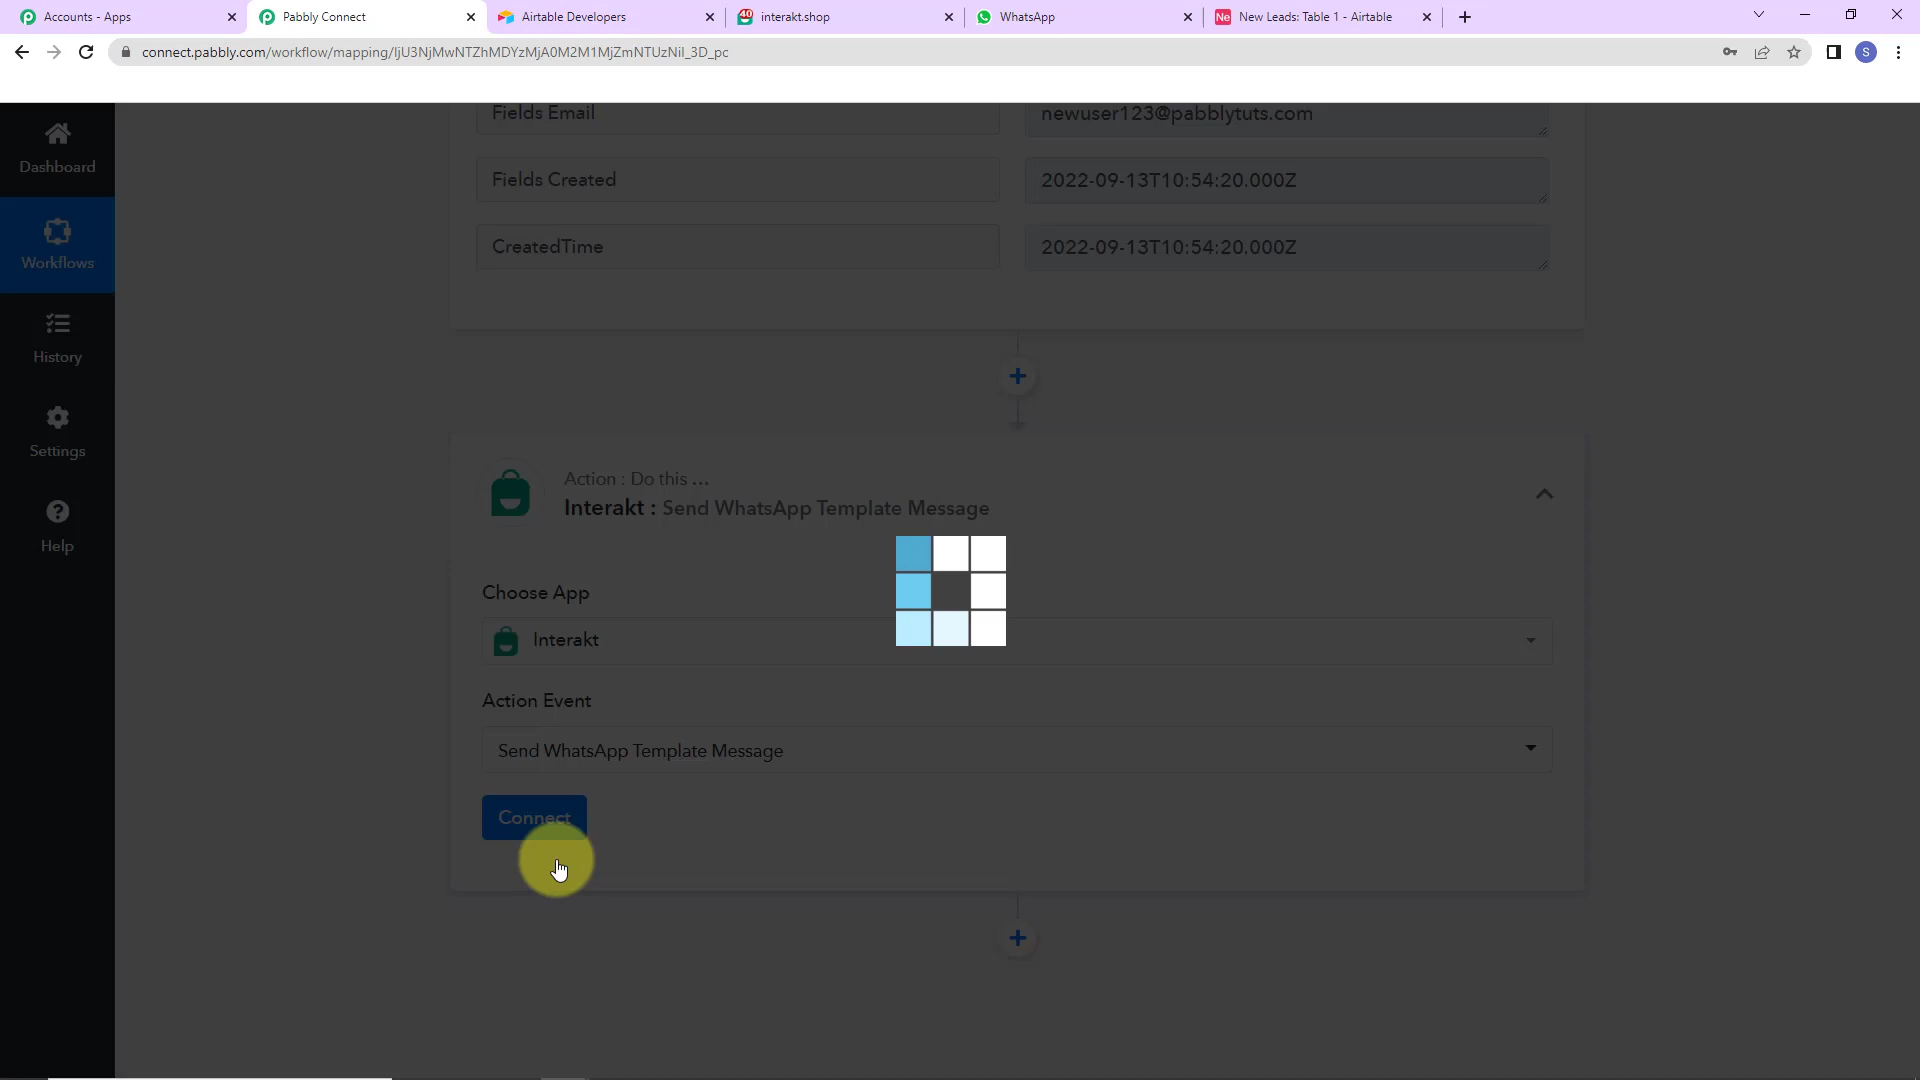 Accounts - Apps
Pabbly Connect
Airtable Developers
40
interakt.shop
WhatsApp
Ne
New Leads: Table 1 - Airtable
connect.pabbly.com/workflow/mapping/IjU3NjMwNTZhMDYzMjA0M2M1MjZmNTUzNiI_3D_pc
S
Dashboard
Workflows
History
Settings
Help
Fields Email
newuser123@pabblytuts.com
Fields Created
2022-09-13T10:54:20.000Z
CreatedTime
2022-09-13T10:54:20.000Z
Action : Do this ...
Interakt : Send WhatsApp Template Message
Choose App
Interakt
Action Event
Send WhatsApp Template Message
Connect